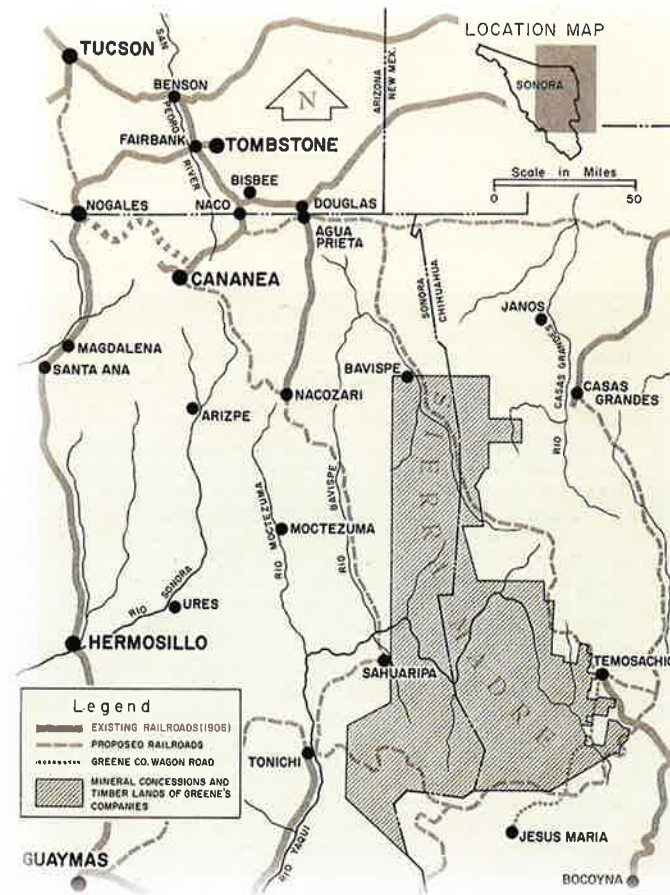 LOCATION MAP
SONORA
Scale in Miles
0 50
N
ARIZONA
NEW MEX.
TUCSON
SAN
PEDRO
RIVER
BENSON
FAIRBANK
TOMBSTONE
BISBEE
NOGALES
NACO
DOUGLAS
AGUA
PRIETA
CANANEA
SONORA
CHIHUAHUA
JANOS
MAGDALENA
SANTA ANA
BAVISPE
RIO CASAS GRANDES
CASAS
GRANDES
NACOZARI
ARIZPE
SIERRA
MADRE
RIO MOCTEZUMA
RIO BAVISPE
MOCTEZUMA
RIO SONORA
URES
HERMOSILLO
SAHUARIPA
TEMOSACHIC
Legend
EXISTING RAILROADS (1906)
PROPOSED RAILROADS
GREENE CO. WAGON ROAD
MINERAL CONCESSIONS AND
TIMBER LANDS OF GREENE'S
COMPANIES
TONICHI
RIO YAQUI
JESUS MARIA
GUAYMAS
BOCOYNA